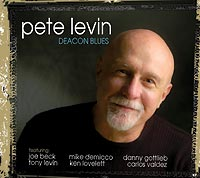 pete levin
DEACON BLUES
featuring:
joe beck mike demicco danny gottlieb
tony levin ken lovelett carlos valdez